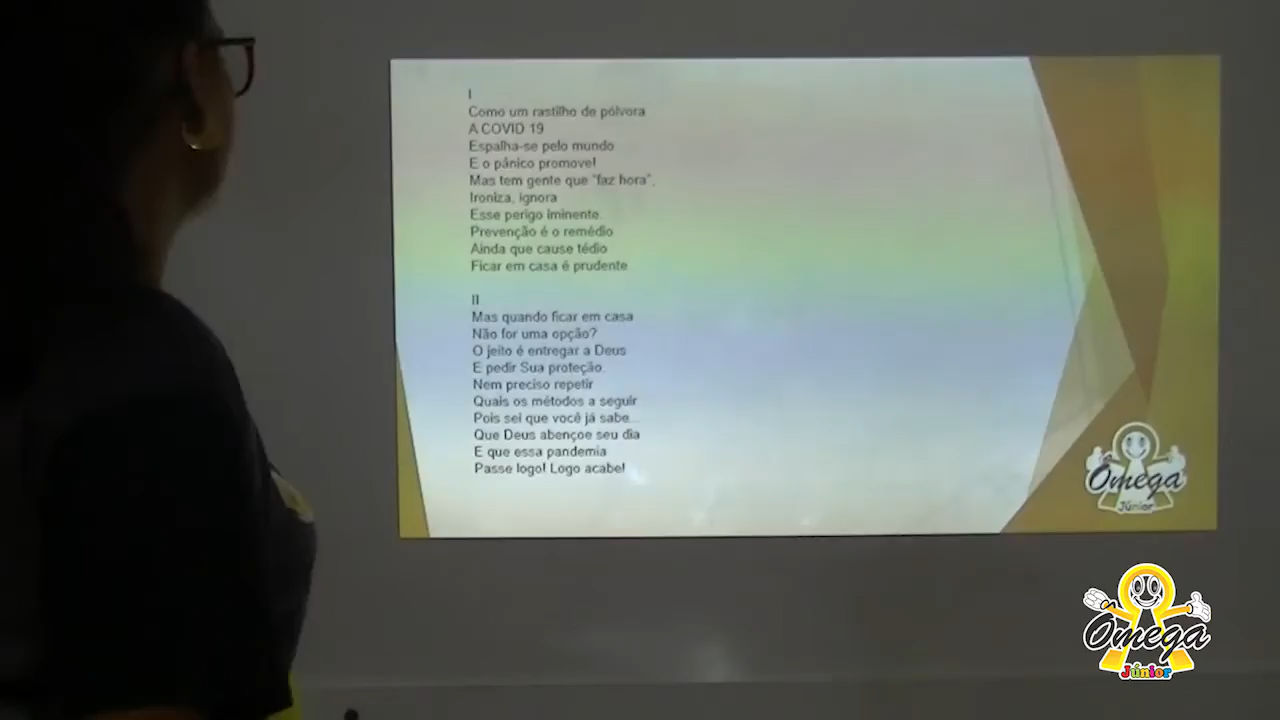 I
Como um rastilho de pólvora
A COVID 19
Espalha-se pelo mundo
E o pânico promove!
Mas tem gente que "faz hora",
Ironiza, ignora
Esse perigo iminente.
Prevenção é o remédio
Ainda que cause tédio
Ficar em casa é prudente
II
Mas quando ficar em casa
Não for uma opção?
O jeito é entregar a Deus
E pedir Sua proteção.
Nem preciso repetir
Quais os métodos a seguir
Pois sei que você já sabe...
Que Deus abençoe seu dia
E que essa pandemia
Passe logo! Logo acabe!
Ômega
Júnior
Ômega
Júnior